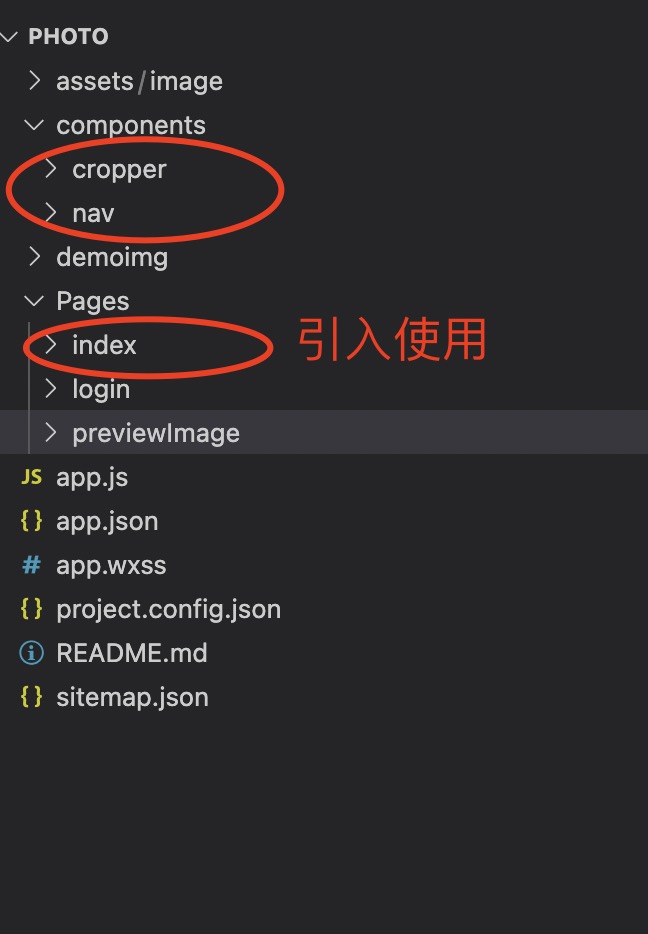 PHOTO
assets/image
components
cropper
nav
demoimg
Pages
index
引入使用
login
previewImage
JS app.js
{} app.json
# app.wxss
{} project.config.json
README.md
{} sitemap.json